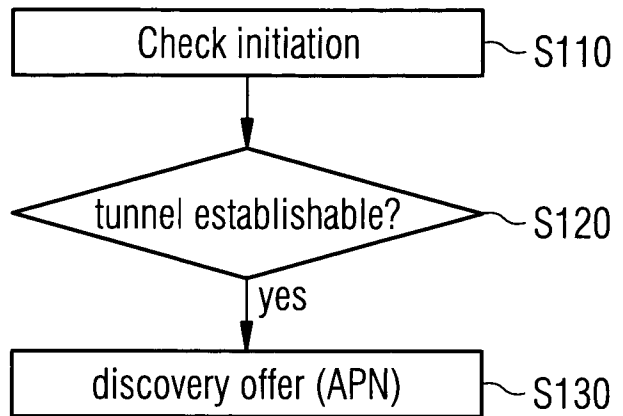 Check initiation
S110
tunnel establishable?
S120
yes
discovery offer (APN)
S130